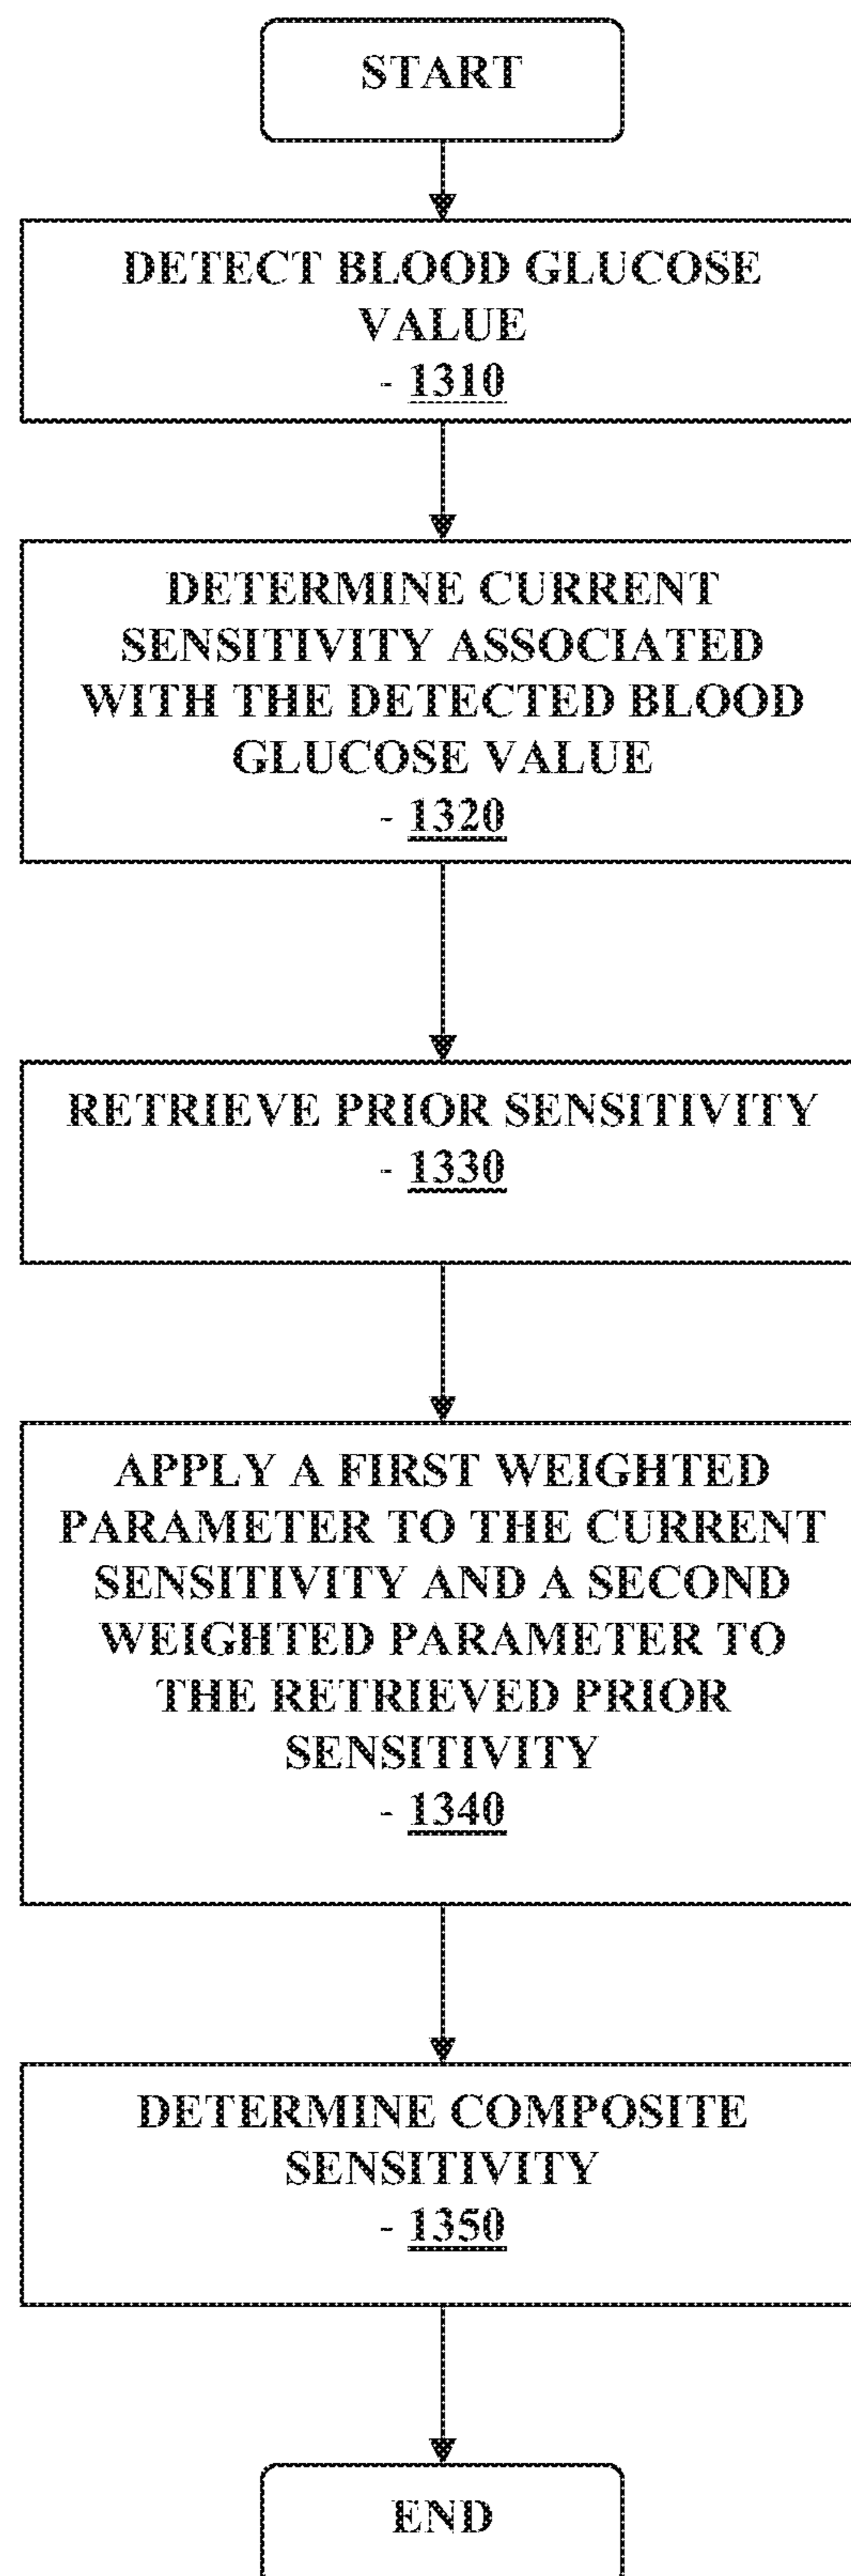 START
DETECT BLOOD GLUCOSE
VALUE
- 1310
DETERMINE CURRENT
SENSITIVITY ASSOCIATED
WITH THE DETECTED BLOOD
GLUCOSE VALUE
- 1320
RETRIEVE PRIOR SENSITIVITY
- 1330
APPLY A FIRST WEIGHTED
PARAMETER TO THE CURRENT
SENSITIVITY AND A SECOND
WEIGHTED PARAMETER TO
THE RETRIEVED PRIOR
SENSITIVITY
- 1340
DETERMINE COMPOSITE
SENSITIVITY
- 1350
END